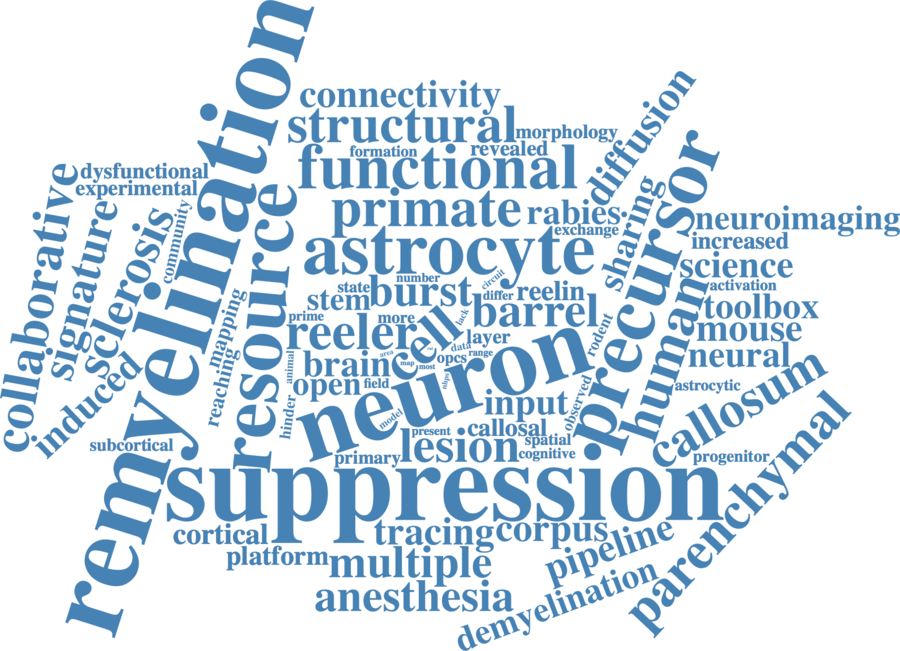 remyelination
connectivity
structural
morphology
diffusion
formation
revealed
functional
precursor
dysfunctional
experimental
collaborative
signature
sclerosis
community
resource
primate
rabies
exchange
sharing
neuroimaging
increased
astrocyte
science
activation
state
number
circuit
stem
burst
differ
reelin
barrel
toolbox
prime
more
reeler
cell
lack
layer
rodent
human
mouse
mapping
reaching
animal
brain
area
map
most
opcs
data
range
neural
open
field
nhps
neuron
astrocytic
induced
hinder
model
input
observed
callosum
subcortical
present
callosal
lesion
spatial
cognitive
primary
progenitor
parenchymal
suppression
cortical
tracing
corpus
pipeline
platform
multiple
anesthesia
demyelination